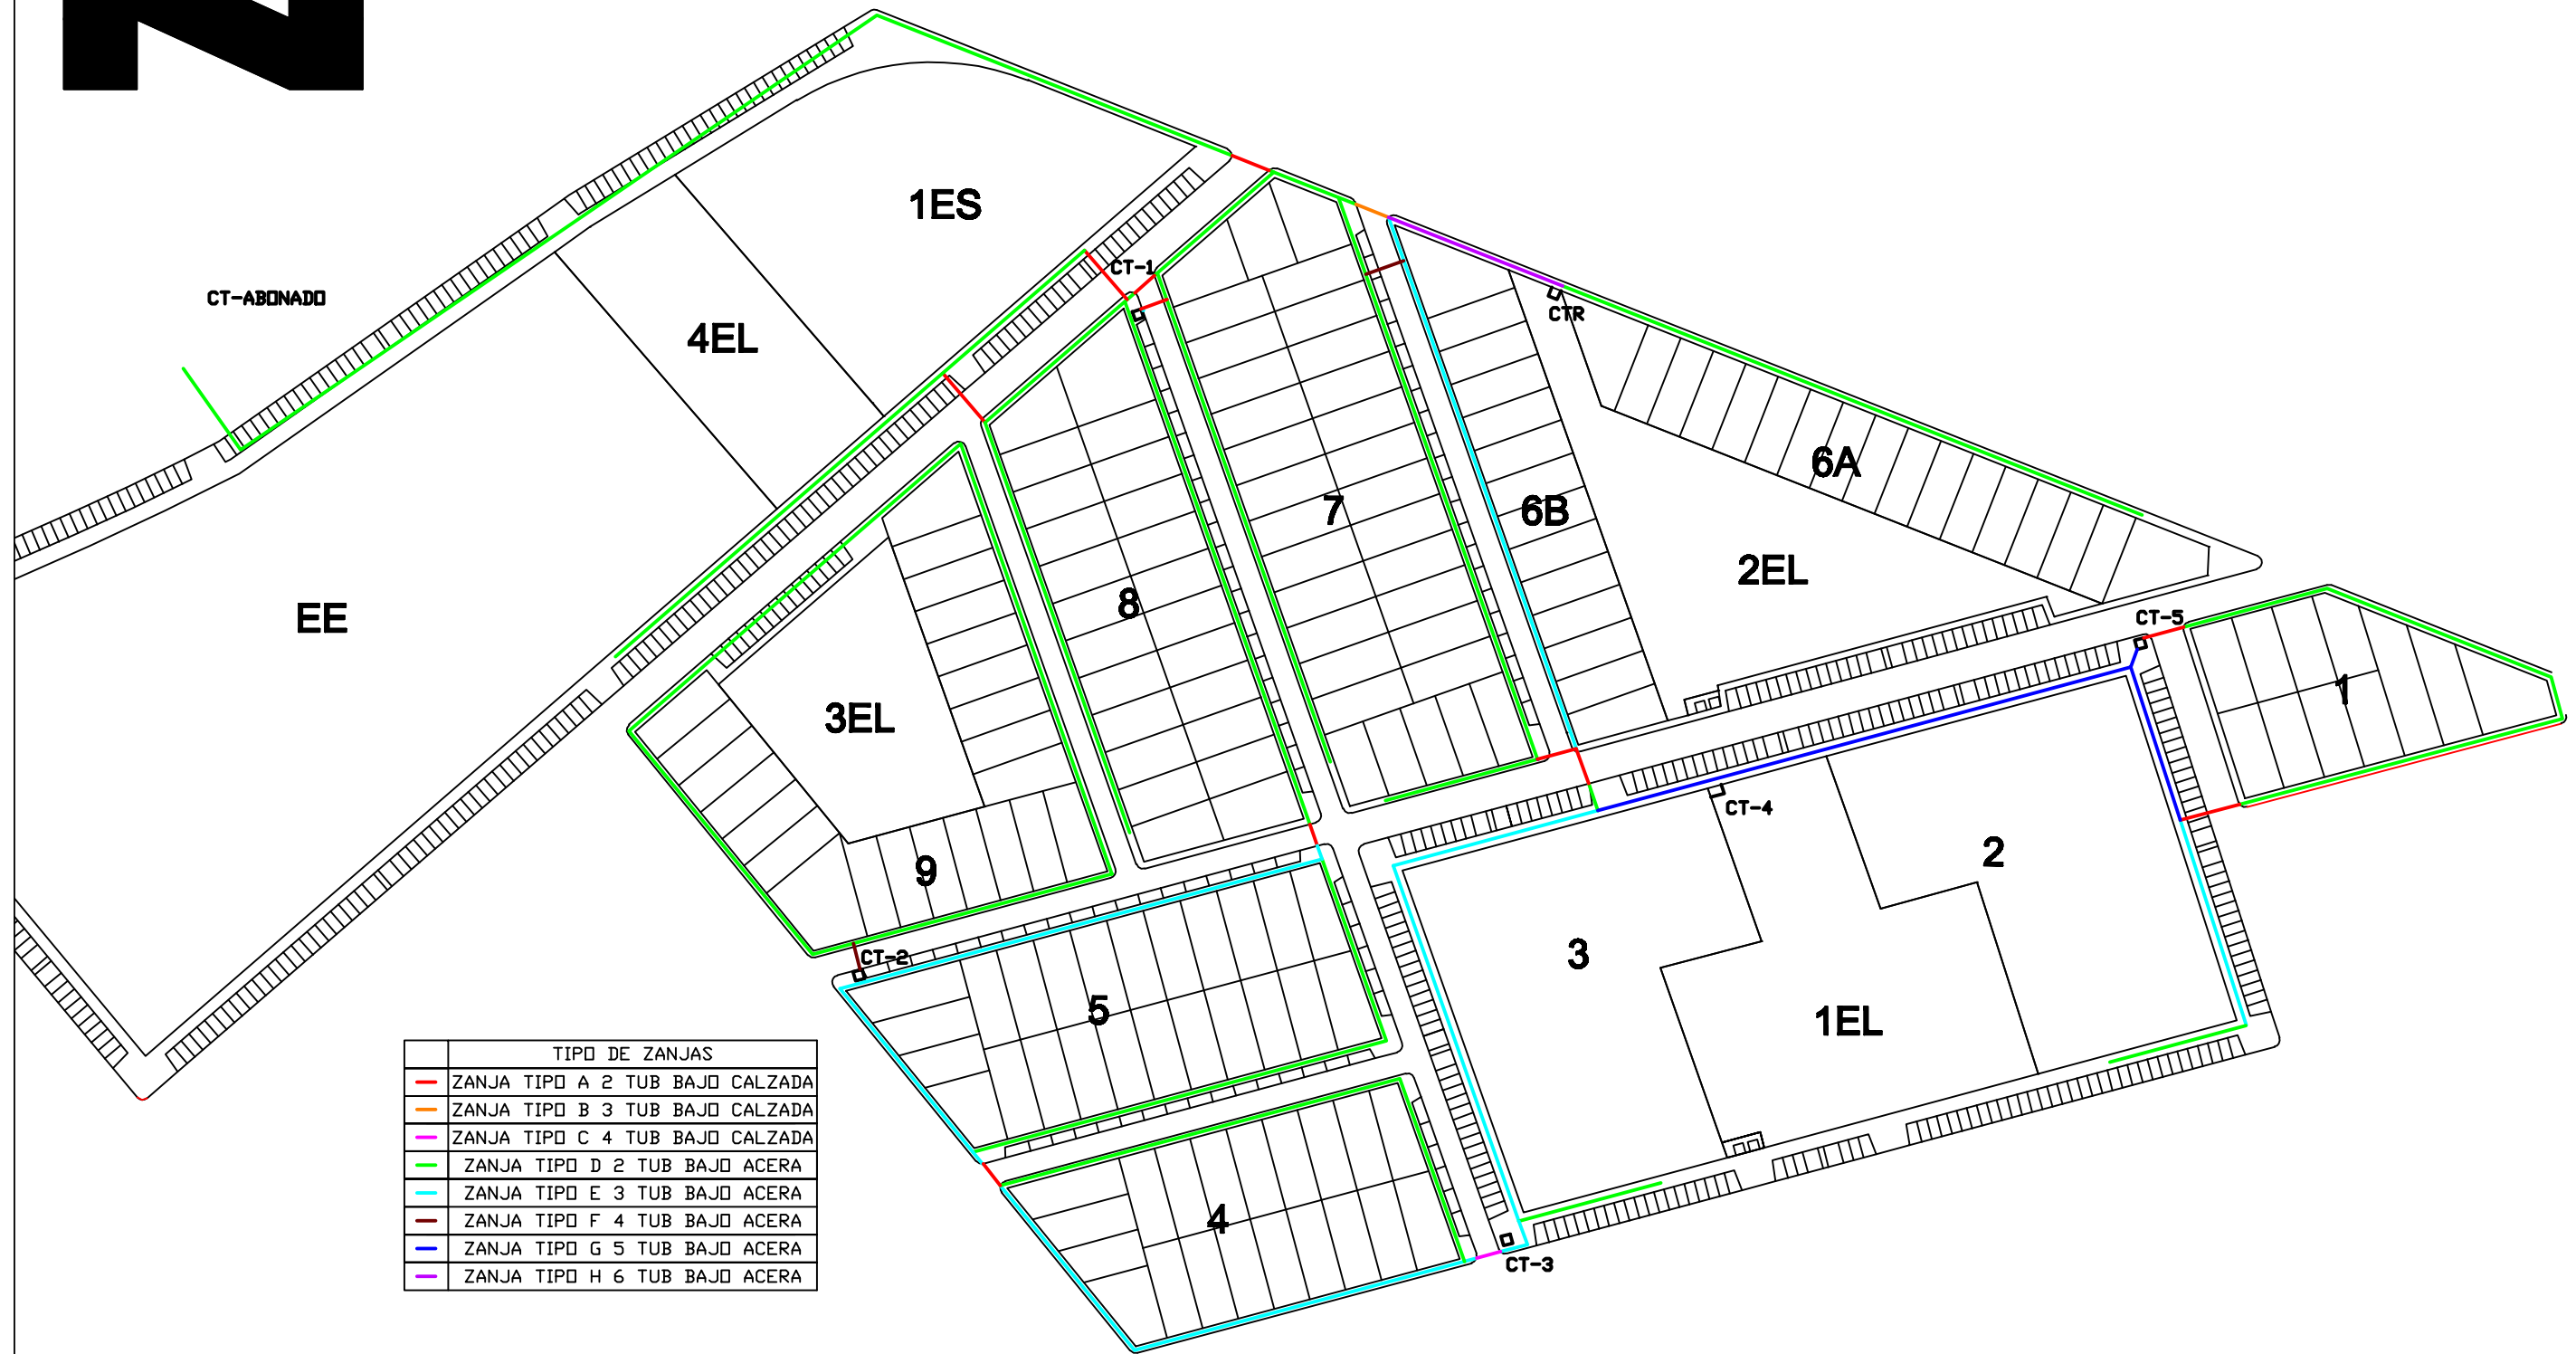 1ES
CT-1
CT-ABONADO
CTR
4EL
6A
7
6B
2EL
8
EE
CT-5
1
3EL
CT-4
2
9
3
CT-2
5
1EL
TIPO DE ZANJAS
ZANJA TIPO A 2 TUB BAJO CALZADA
ZANJA TIPO B 3 TUB BAJO CALZADA
ZANJA TIPO C 4 TUB BAJO CALZADA
ZANJA TIPO D 2 TUB BAJO ACERA
ZANJA TIPO E 3 TUB BAJO ACERA
ZANJA TIPO F 4 TUB BAJO ACERA
ZANJA TIPO G 5 TUB BAJO ACERA
ZANJA TIPO H 6 TUB BAJO ACERA
4
CT-3